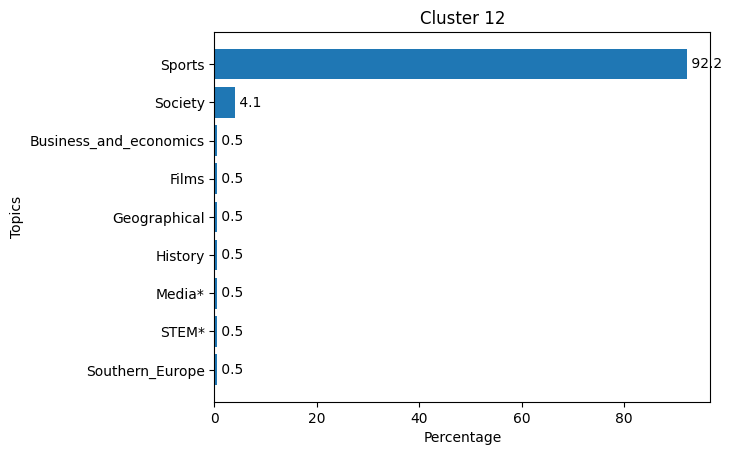 Cluster 12
Sports 92.2
Society 4.1
Business_and_economics 0.5
Films 0.5
Geographical 0.5
History 0.5
Media* 0.5
STEM* 0.5
Southern_Europe 0.5
Topics
0 20 40 60 80
Percentage